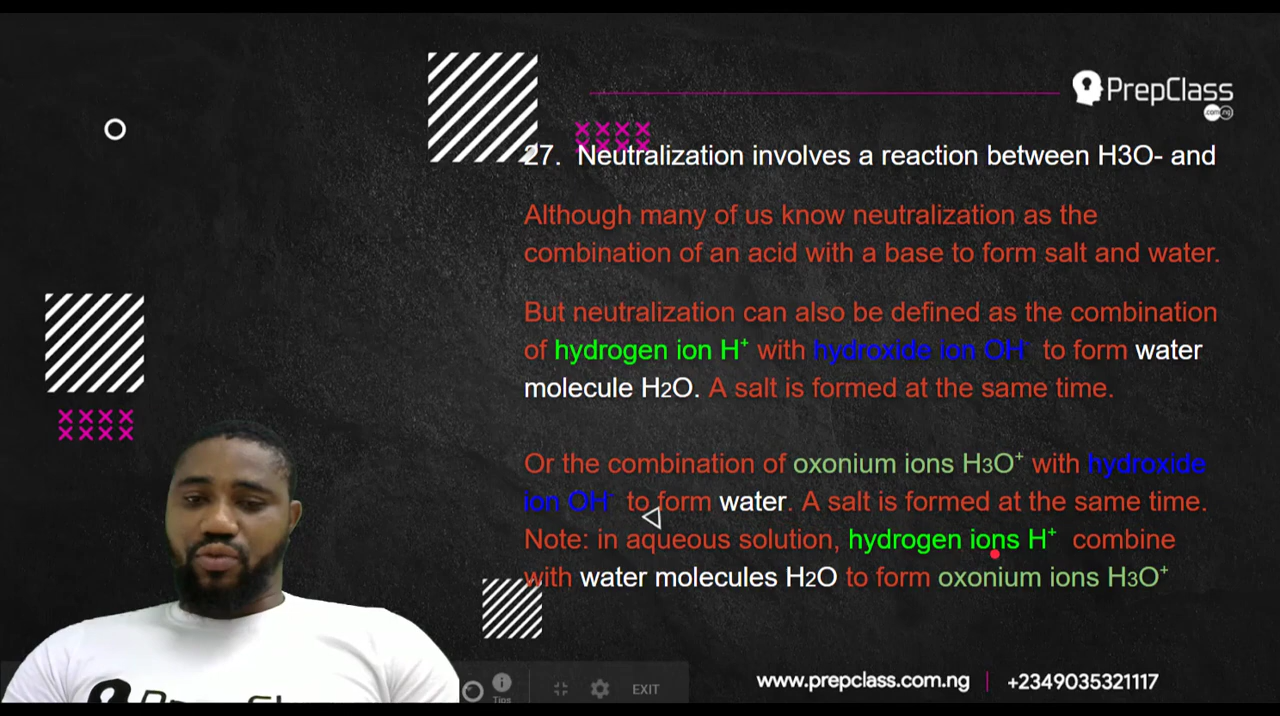 PrepClass
.com.ng
27. Neutralization involves a reaction between H3O- and
Although many of us know neutralization as the
combination of an acid with a base to form salt and water.
But neutralization can also be defined as the combination
of hydrogen ion H⁺ with hydroxide ion OH⁻ to form water
molecule H2O. A salt is formed at the same time.
Or the combination of oxonium ions H3O⁺ with hydroxide
ion OH⁻ to form water. A salt is formed at the same time.
Note: in aqueous solution, hydrogen ions H⁺ combine
with water molecules H2O to form oxonium ions H3O⁺
Tips
EXIT
www.prepclass.com.ng | +2349035321117